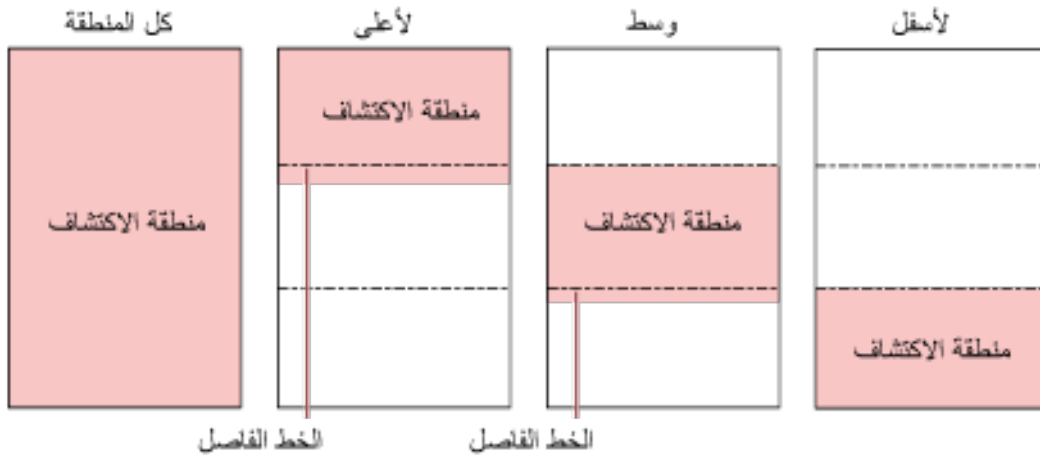 كل المنطقة
لأعلى
وسط
لأسفل
منطقة الاكتشاف
منطقة الاكتشاف
منطقة الاكتشاف
منطقة الاكتشاف
الخط الفاصل
الخط الفاصل